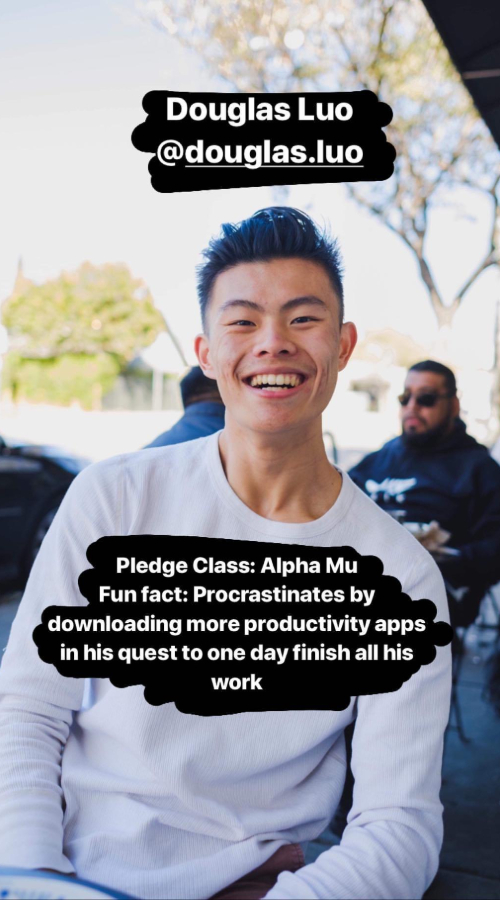 Douglas Luo
@douglas.luo
Pledge Class: Alpha Mu
Fun fact: Procrastinates by
downloading more productivity apps
in his quest to one day finish all his
work